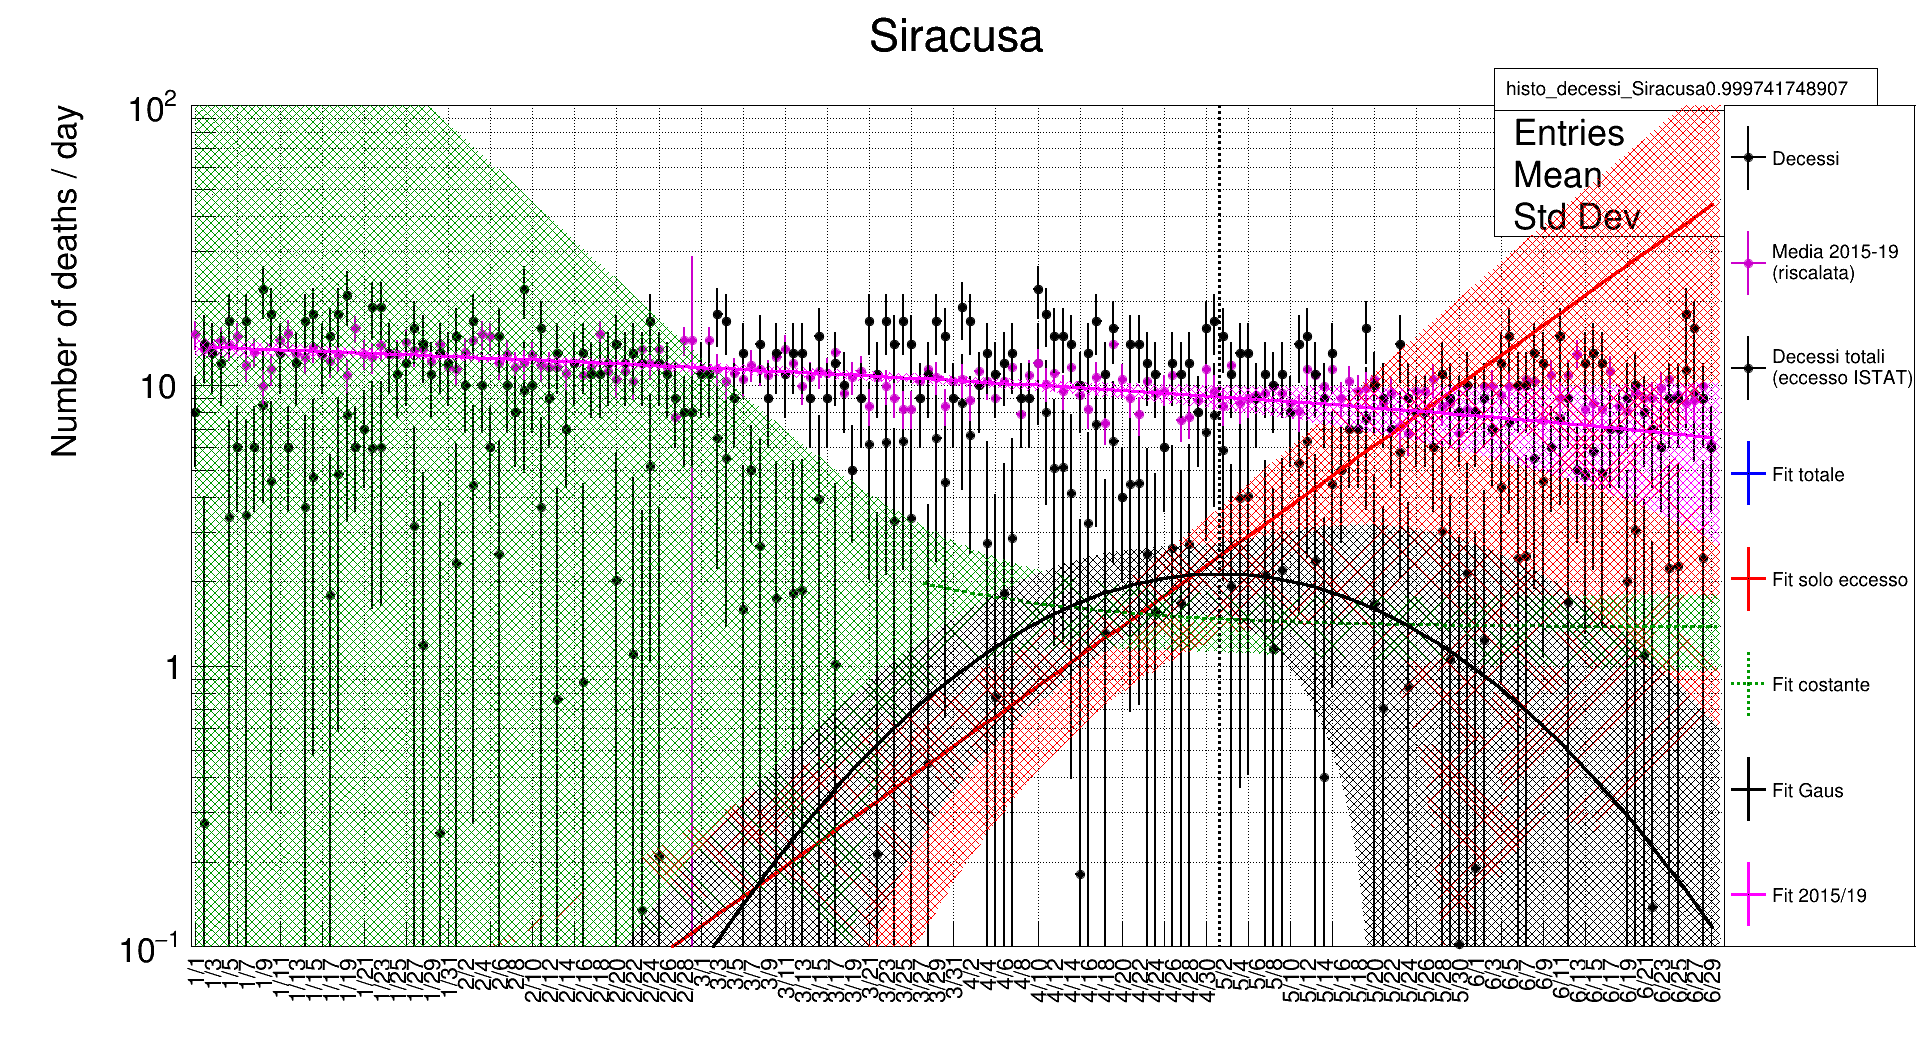 Siracusa
histo_decessi_Siracusa0.999741748907
Entries
Mean
Std Dev
Number of deaths / day
10²
10
1
10⁻¹
Decessi
Media 2015-19
(riscalata)
Decessi totali
(eccesso ISTAT)
Fit totale
Fit solo eccesso
Fit costante
Fit Gaus
Fit 2015/19
1/1 1/3 1/5 1/7 1/9 1/11 1/13 1/15 1/17 1/19 1/21 1/23 1/25 1/27 1/29 1/31 2/2 2/4 2/6 2/8 2/10 2/12 2/14 2/16 2/18 2/20 2/22 2/24 2/26 2/28 3/1 3/3 3/5 3/7 3/9 3/11 3/13 3/15 3/17 3/19 3/21 3/23 3/25 3/27 3/29 3/31 4/2 4/4 4/6 4/8 4/10 4/12 4/14 4/16 4/18 4/20 4/22 4/24 4/26 4/28 4/30 5/2 5/4 5/6 5/8 5/10 5/12 5/14 5/16 5/18 5/20 5/22 5/24 5/26 5/28 5/30 6/1 6/3 6/5 6/7 6/9 6/11 6/13 6/15 6/17 6/19 6/21 6/23 6/25 6/27 6/29